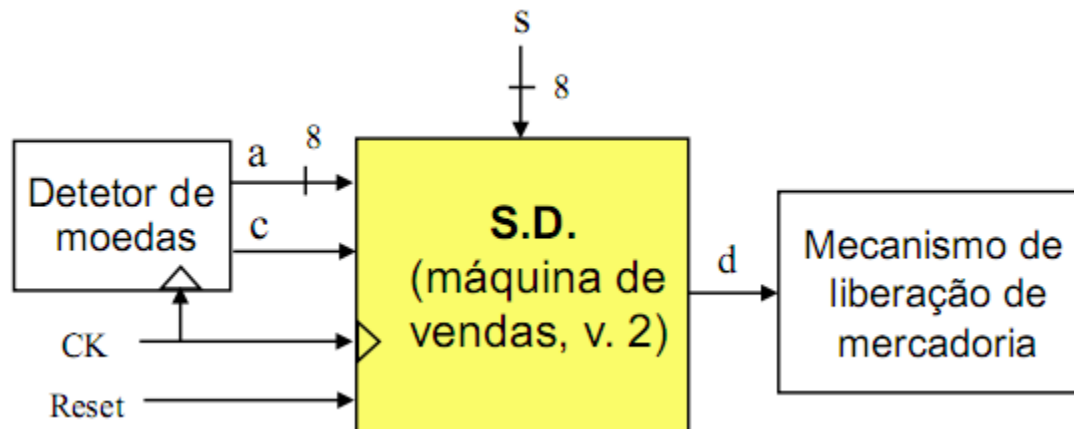 s
8
a
8
Detetor de
moedas
c
S.D.
(máquina de
vendas, v. 2)
d
Mecanismo de
liberação de
mercadoria
CK
Reset